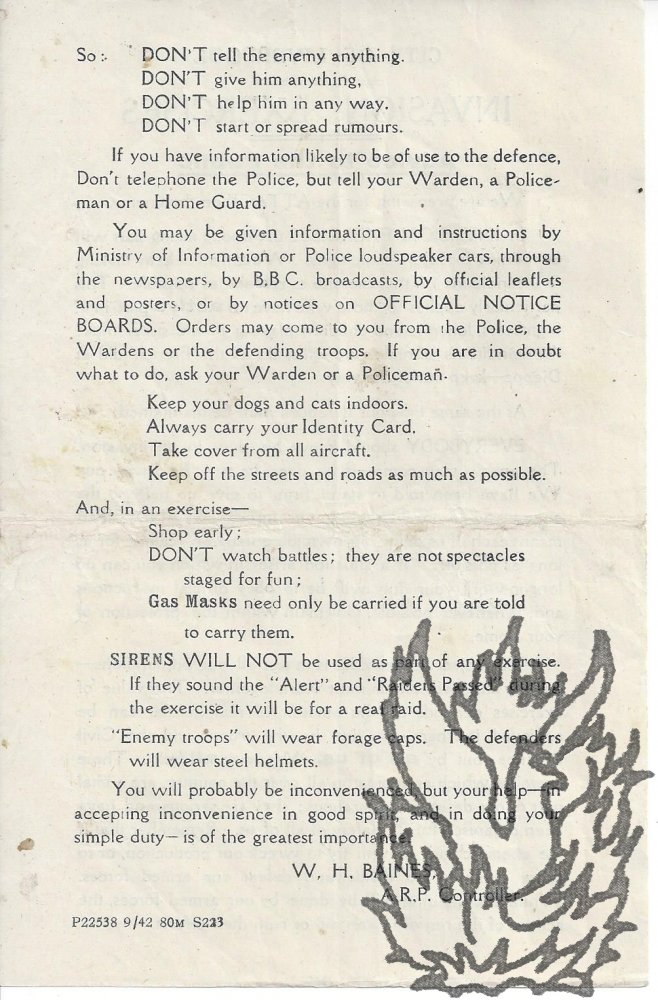 So :- DON'T tell the enemy anything.
DON'T give him anything,
DON'T help him in any way.
DON'T start or spread rumours.
If you have information likely to be of use to the defence,
Don't telephone the Police, but tell your Warden, a Police-
man or a Home Guard.
You may be given information and instructions by
Ministry of Information or Police loudspeaker cars, through
the newspapers, by B.B C. broadcasts, by official leaflets
and posters, or by notices on OFFICIAL NOTICE
BOARDS. Orders may come to you from the Police, the
Wardens or the defending troops. If you are in doubt
what to do, ask your Warden or a Policeman.
Keep your dogs and cats indoors.
Always carry your Identity Card.
Take cover from all aircraft.
Keep off the streets and roads as much as possible.
And, in an exercise—
Shop early ;
DON'T watch battles ; they are not spectacles
staged for fun ;
Gas Masks need only be carried if you are told
to carry them.
SIRENS WILL NOT be used as part of any exercise.
If they sound the "Alert" and "Raiders Passed" during
the exercise it will be for a real raid.
"Enemy troops" will wear forage caps. The defenders
will wear steel helmets.
You will probably be inconvenienced, but your help—in
accepting inconvenience in good spirit, and in doing your
simple duty—is of the greatest importance.
W. H. BAINES,
A.R.P. Controller.
P22538 9/42 80M S223